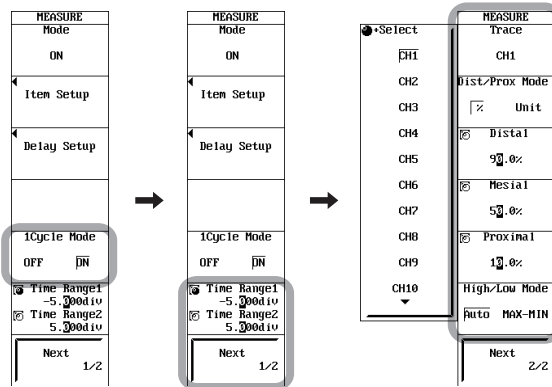 MEASURE
Mode
ON
Item Setup
Delay Setup
1Cycle Mode
OFF ON
Time Range1
-5.000div
Time Range2
5.000div
Next
1/2
MEASURE
Mode
ON
Item Setup
Delay Setup
1Cycle Mode
OFF ON
Time Range1
-5.000div
Time Range2
5.000div
Next
1/2
+Select
CH1
CH2
CH3
CH4
CH5
CH6
CH7
CH8
CH9
CH10
MEASURE
Trace
CH1
Dist/Prox Mode
% Unit
Distal
90.0%
Mesial
50.0%
Proximal
10.0%
High/Low Mode
Auto MAX-MIN
Next
2/2